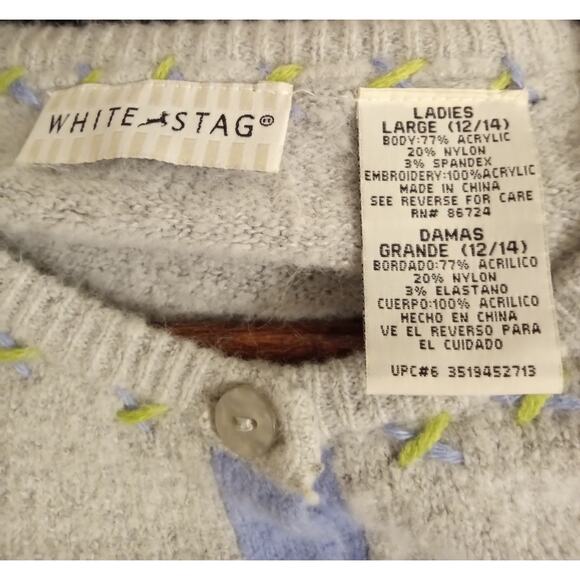 WHITE STAG®
LADIES
LARGE (12/14)
BODY:77% ACRYLIC
20% NYLON
3% SPANDEX
EMBROIDERY:100%ACRYLIC
MADE IN CHINA
SEE REVERSE FOR CARE
RN# 86724
DAMAS
GRANDE (12/14)
BORDADO:77% ACRILICO
20% NYLON
3% ELASTANO
CUERPO:100% ACRILICO
HECHO EN CHINA
VE EL REVERSO PARA
EL CUIDADO
UPC#6 3519452713